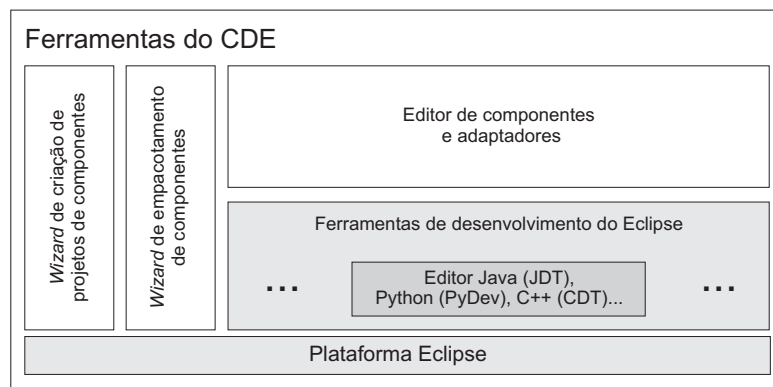 Ferramentas do CDE
Wizard de criação de
projetos de componentes
Wizard de empacotamento
de componentes
Editor de componentes
e adaptadores
Ferramentas de desenvolvimento do Eclipse
...
Editor Java (JDT),
Python (PyDev), C++ (CDT)...
...
Plataforma Eclipse